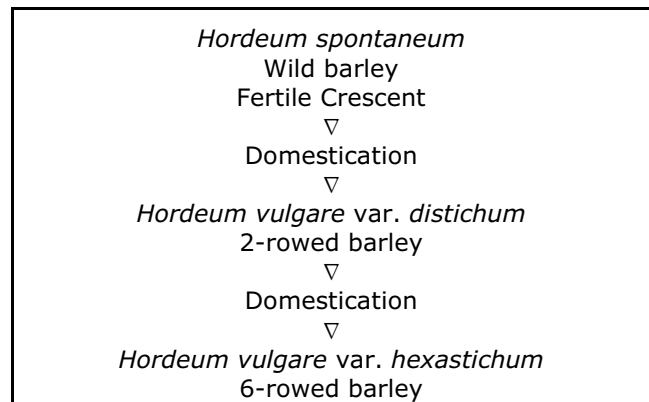 Hordeum spontaneum
Wild barley
Fertile Crescent
∇
Domestication
∇
Hordeum vulgare var. distichum
2-rowed barley
∇
Domestication
∇
Hordeum vulgare var. hexastichum
6-rowed barley